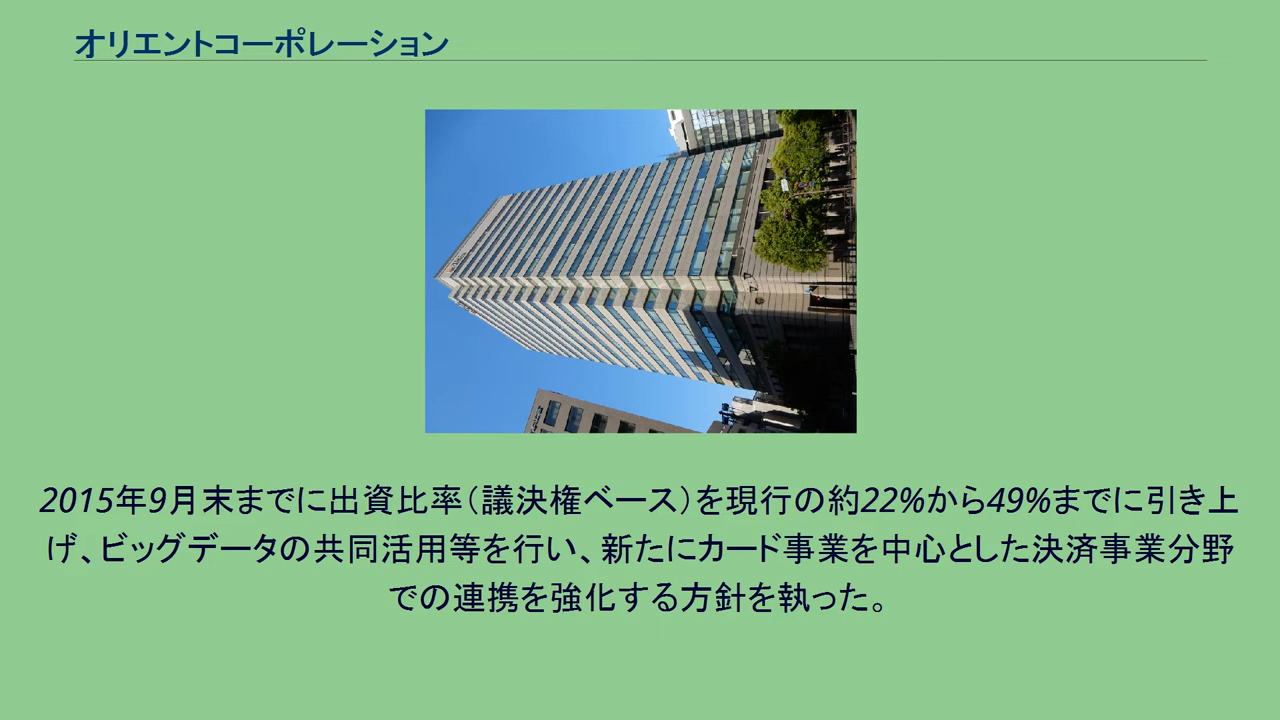 オリエントコーポレーション
2015年9月末までに出資比率（議決権ベース）を現行の約22%から49%までに引き上
げ、ビッグデータの共同活用等を行い、新たにカード事業を中心とした決済事業分野
での連携を強化する方針を執った。